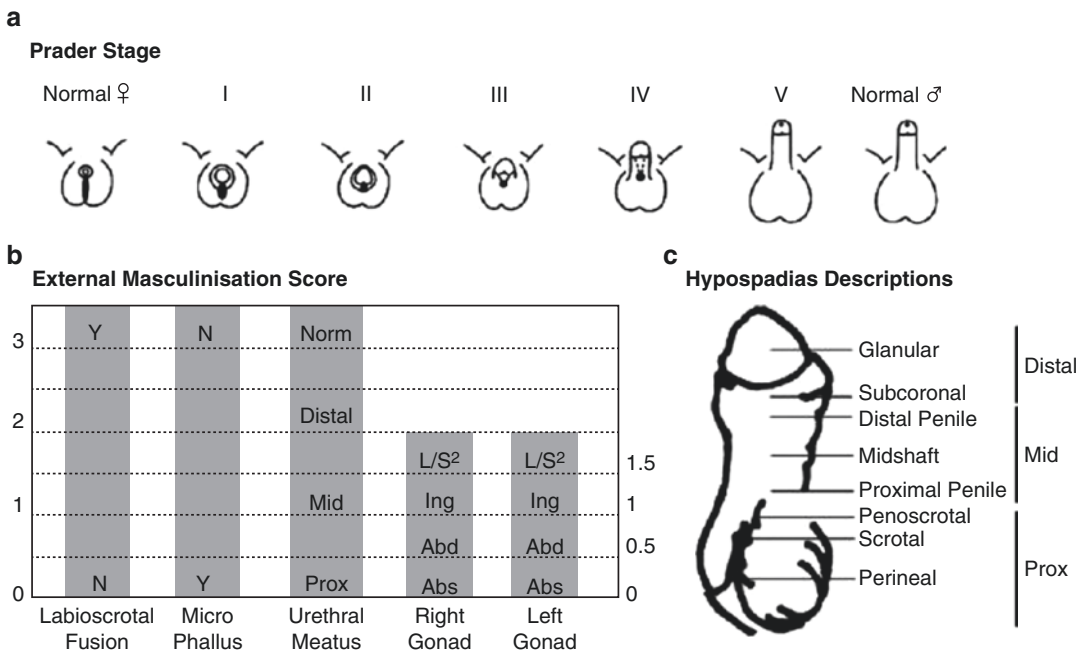 a
Prader Stage
Normal ♀ I II III IV V Normal ♂
b
External Masculinisation Score
3
2
1
0
Y N Norm
Distal
L/S² L/S²
Mid Ing Ing
Abd Abd
N Y Prox Abs Abs
1.5
1
0.5
0
Labioscrotal Micro Urethral Right Left
Fusion Phallus Meatus Gonad Gonad
c
Hypospadias Descriptions
Glanular
Subcoronal
Distal Penile
Midshaft
Proximal Penile
Penoscrotal
Scrotal
Perineal
Distal
Mid
Prox